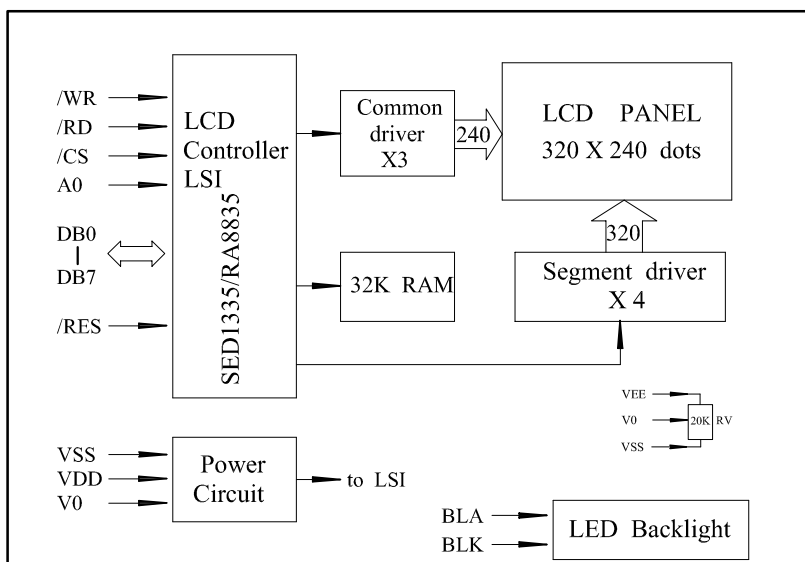 /WR
/RD
/CS
A0
DB0
DB7
/RES
LCD
Controller
LSI
SED1335/RA8835
Common
driver
X3
240
LCD PANEL
320 X 240 dots
320
32K RAM
Segment driver
X 4
VEE
V0
VSS
20K
RV
VSS
VDD
V0
Power
Circuit
to LSI
BLA
BLK
LED Backlight